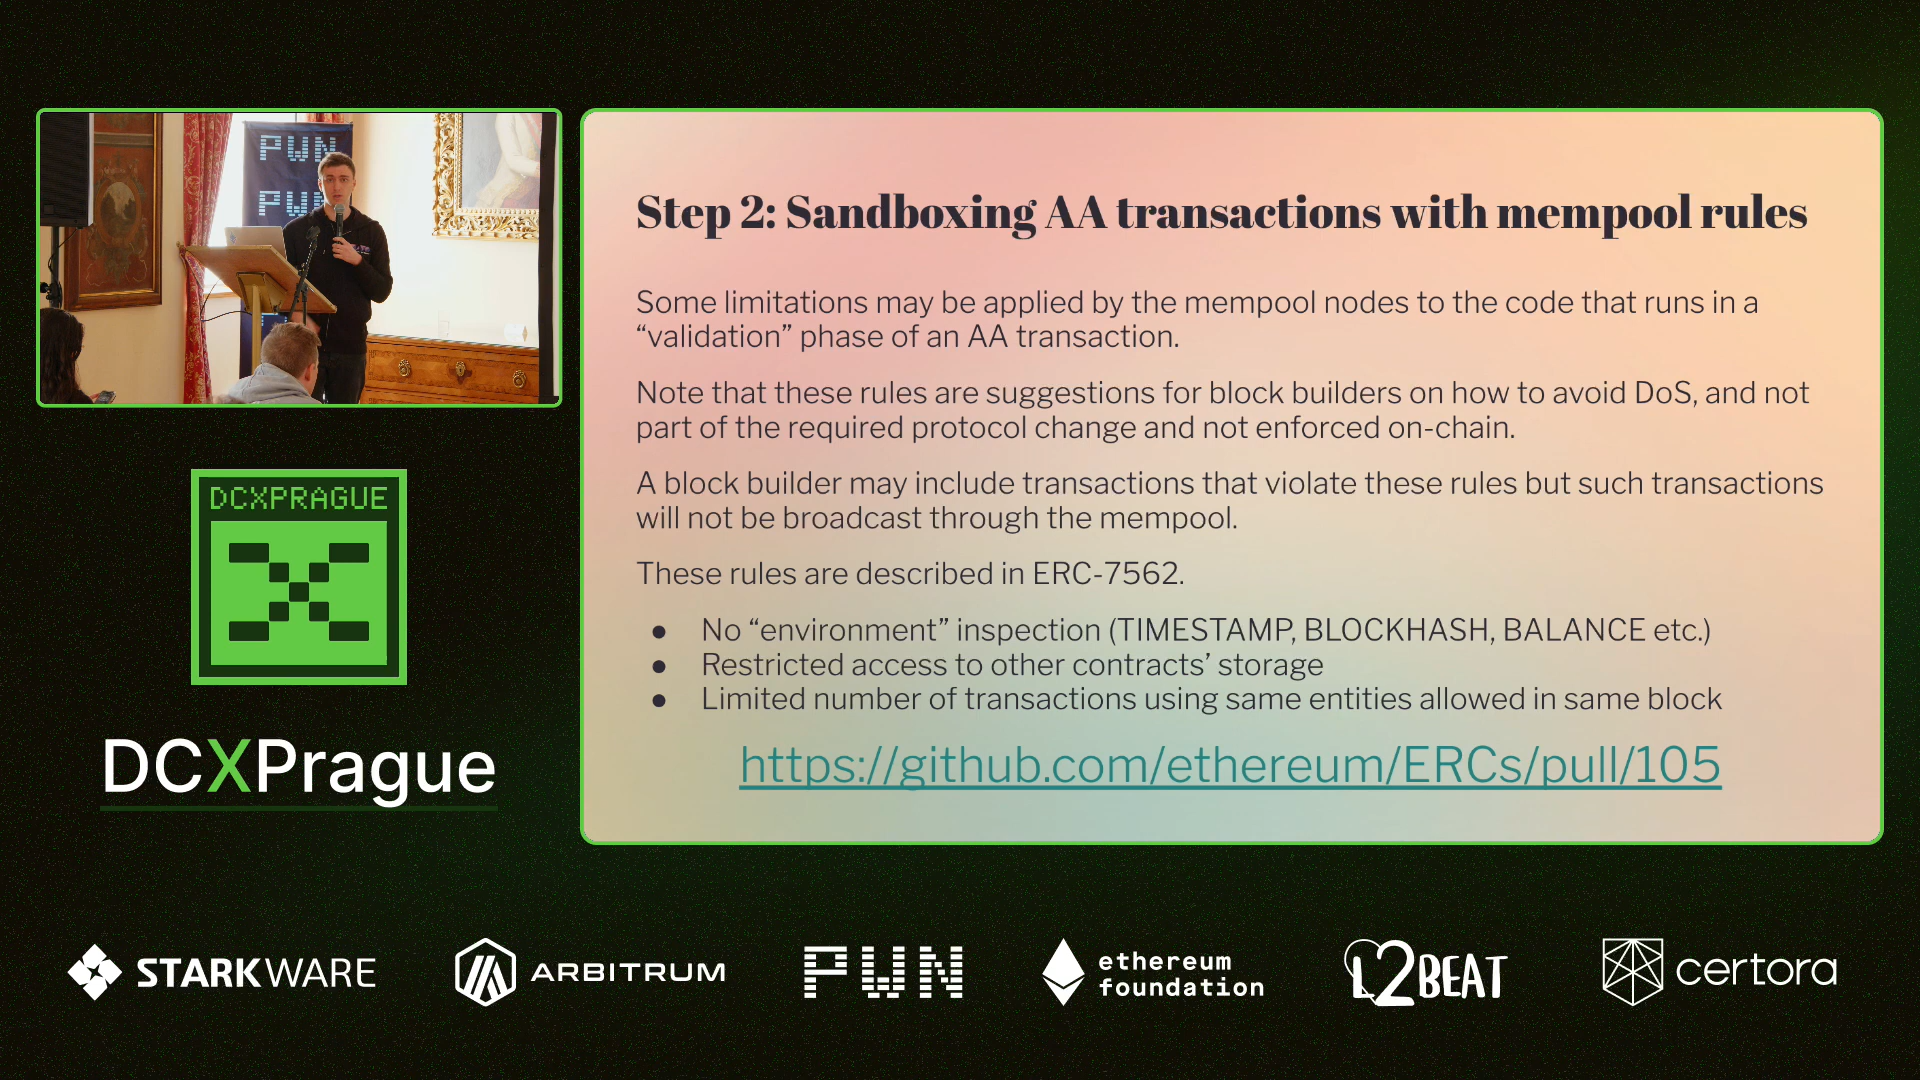 PWN
PW
Step 2: Sandboxing AA transactions with mempool rules
Some limitations may be applied by the mempool nodes to the code that runs in a
“validation” phase of an AA transaction.
Note that these rules are suggestions for block builders on how to avoid DoS, and not
part of the required protocol change and not enforced on-chain.
A block builder may include transactions that violate these rules but such transactions
will not be broadcast through the mempool.
These rules are described in ERC-7562.
● No “environment” inspection (TIMESTAMP, BLOCKHASH, BALANCE etc.)
● Restricted access to other contracts’ storage
● Limited number of transactions using same entities allowed in same block
https://github.com/ethereum/ERCs/pull/105
DCXPRAGUE
DCXPrague
STARKWARE
ARBITRUM
PWN
ethereum
foundation
L2BEAT
certora